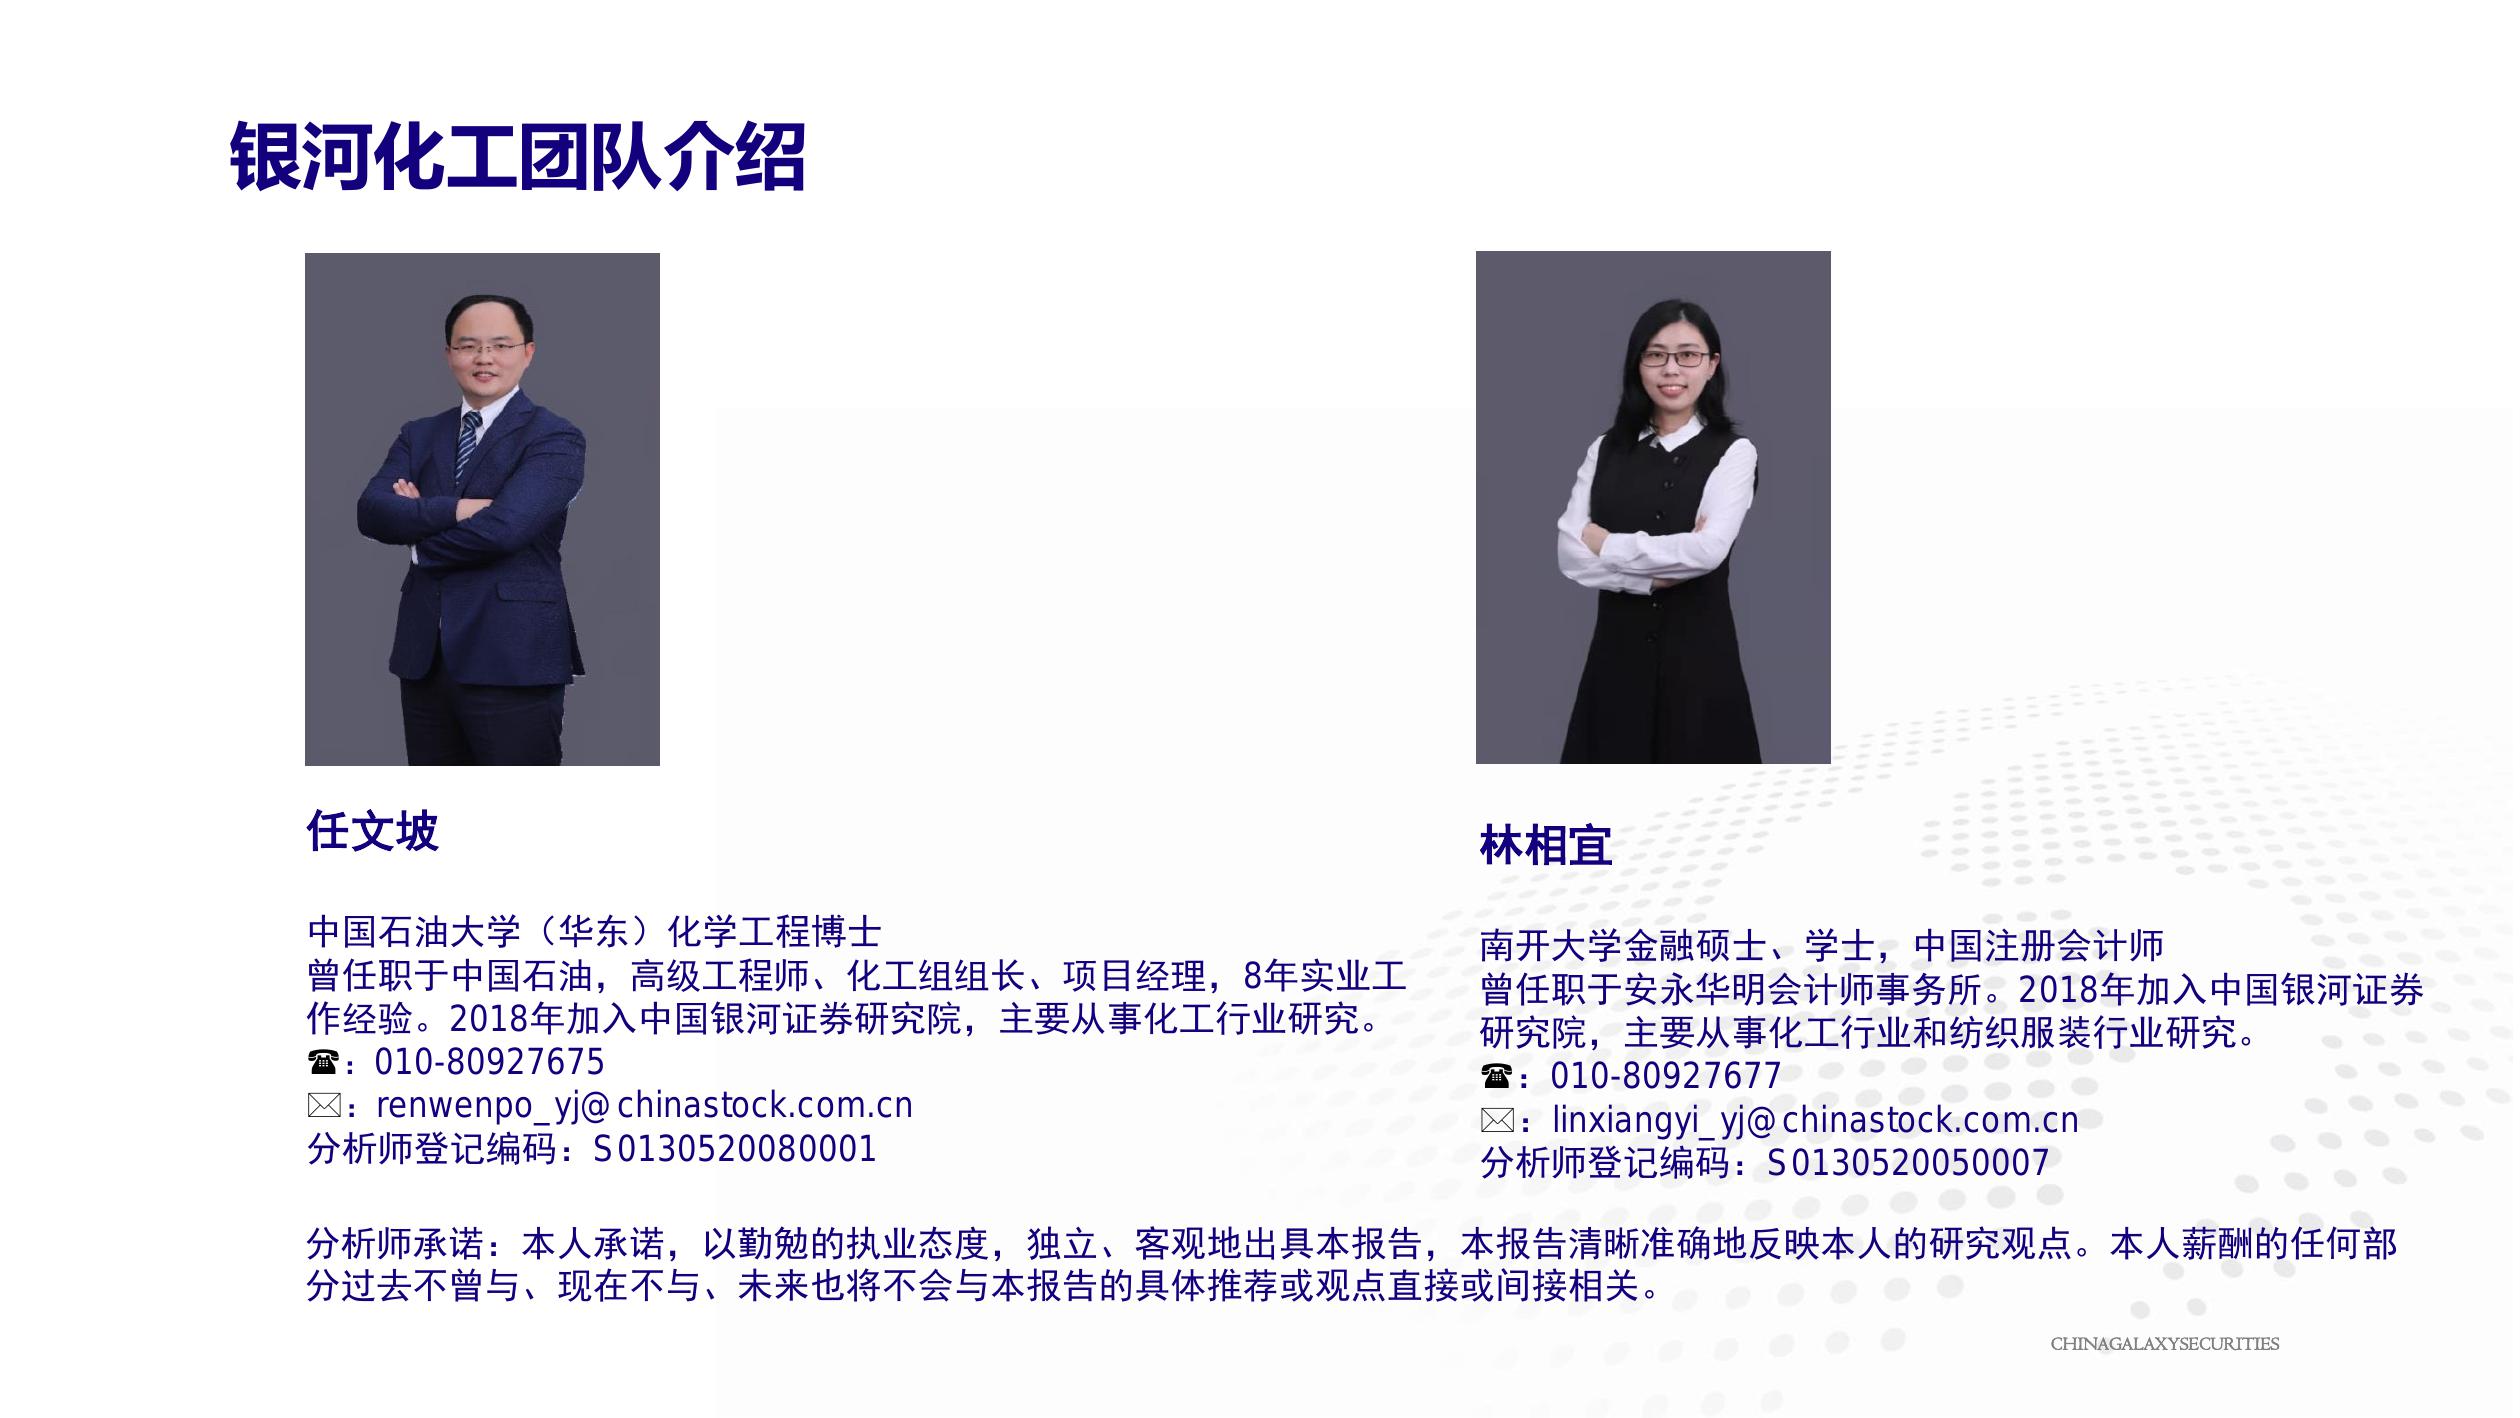 银河化工团队介绍
任文坡
中国石油大学（华东）化学工程博士
曾任职于中国石油，高级工程师、化工组组长、项目经理，8年实业工
作经验。2018年加入中国银河证券研究院，主要从事化工行业研究。
☎：010-80927675
✉：renwenpo_yj@chinastock.com.cn
分析师登记编码：S0130520080001
林相宜
南开大学金融硕士、学士，中国注册会计师
曾任职于安永华明会计师事务所。2018年加入中国银河证券
研究院，主要从事化工行业和纺织服装行业研究。
☎：010-80927677
✉：linxiangyi_yj@chinastock.com.cn
分析师登记编码：S0130520050007
分析师承诺：本人承诺，以勤勉的执业态度，独立、客观地出具本报告，本报告清晰准确地反映本人的研究观点。本人薪酬的任何部
分过去不曾与、现在不与、未来也将不会与本报告的具体推荐或观点直接或间接相关。
CHINAGALAXYSECURITIES